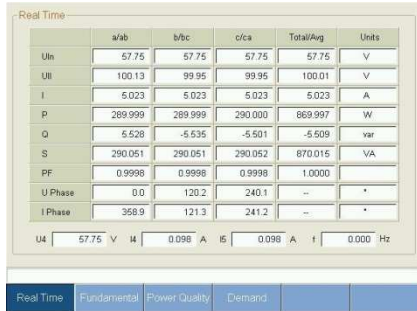 Real Time
a/ab b/bc c/ca Total/Avg Units
Uln 57.75 57.75 57.75 57.75 V
Ull 100.13 99.95 99.95 100.01 V
I 5.023 5.023 5.023 5.023 A
P 289.999 289.999 290.000 869.997 W
Q 5.528 -5.535 -5.501 -5.509 var
S 290.051 290.051 290.052 870.015 VA
PF 0.9998 0.9998 0.9998 1.0000
U Phase 0.0 120.2 240.1 -- °
I Phase 358.9 121.3 241.2 -- °
U4 57.75 V I4 0.098 A I5 0.098 A f 0.000 Hz
Real Time Fundamental Power Quality Demand